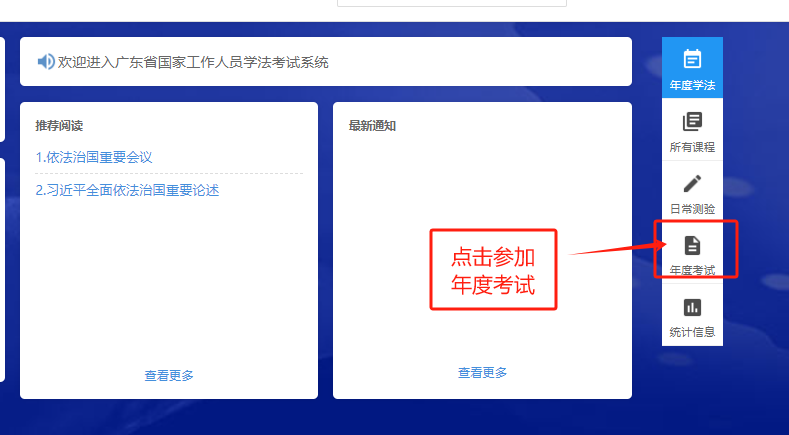 欢迎进入广东省国家工作人员学法考试系统
推荐阅读
1.依法治国重要会议
2.习近平全面依法治国重要论述
查看更多
最新通知
点击参加
年度考试
查看更多
年度学法
所有课程
日常测验
年度考试
统计信息